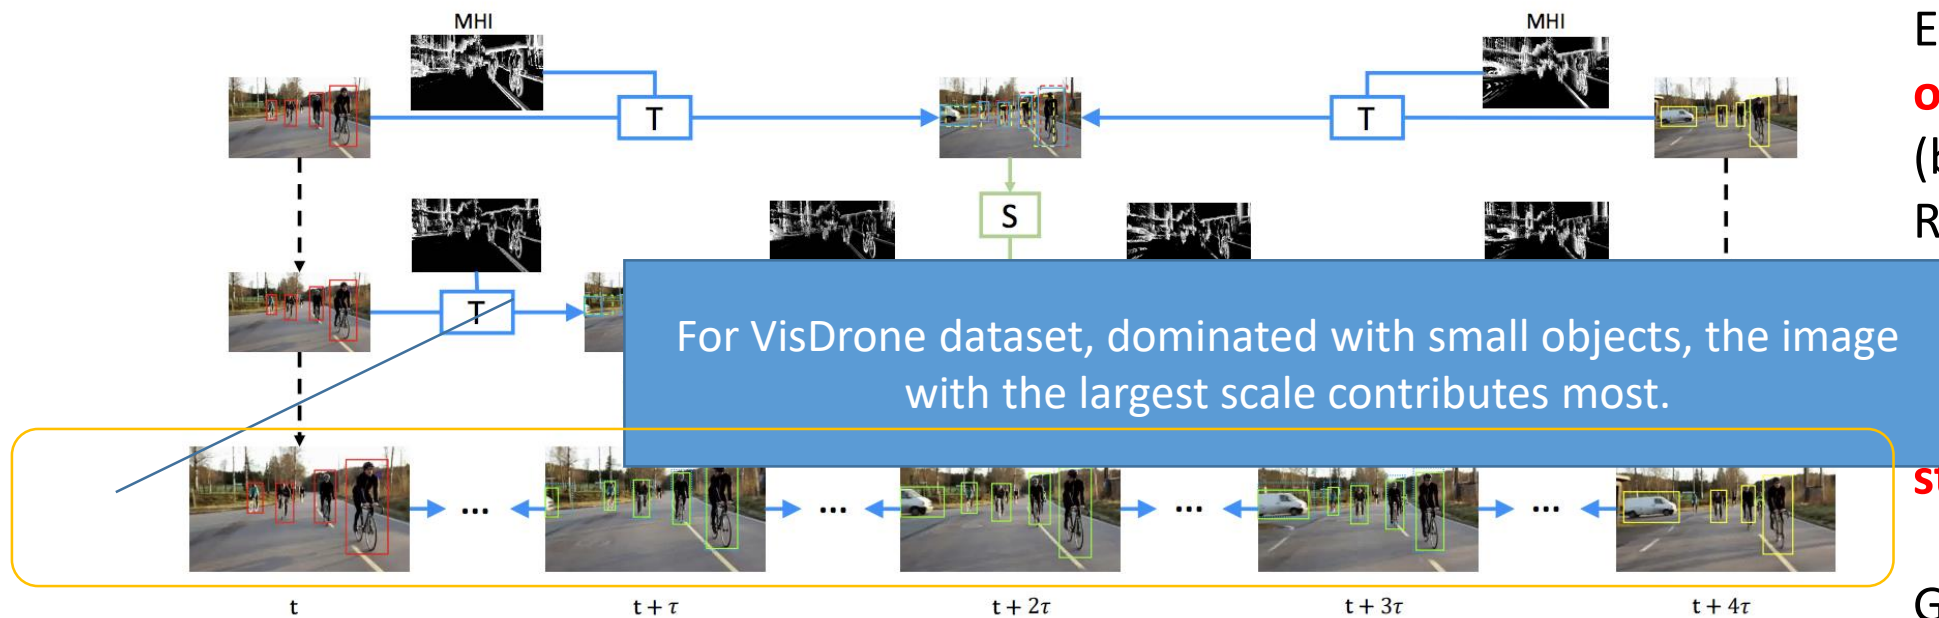 MHI
MHI
T
T
S
T
For VisDrone dataset, dominated with small objects, the image
with the largest scale contributes most.
...
...
...
...
t
t + τ
t + 2τ
t + 3τ
t + 4τ